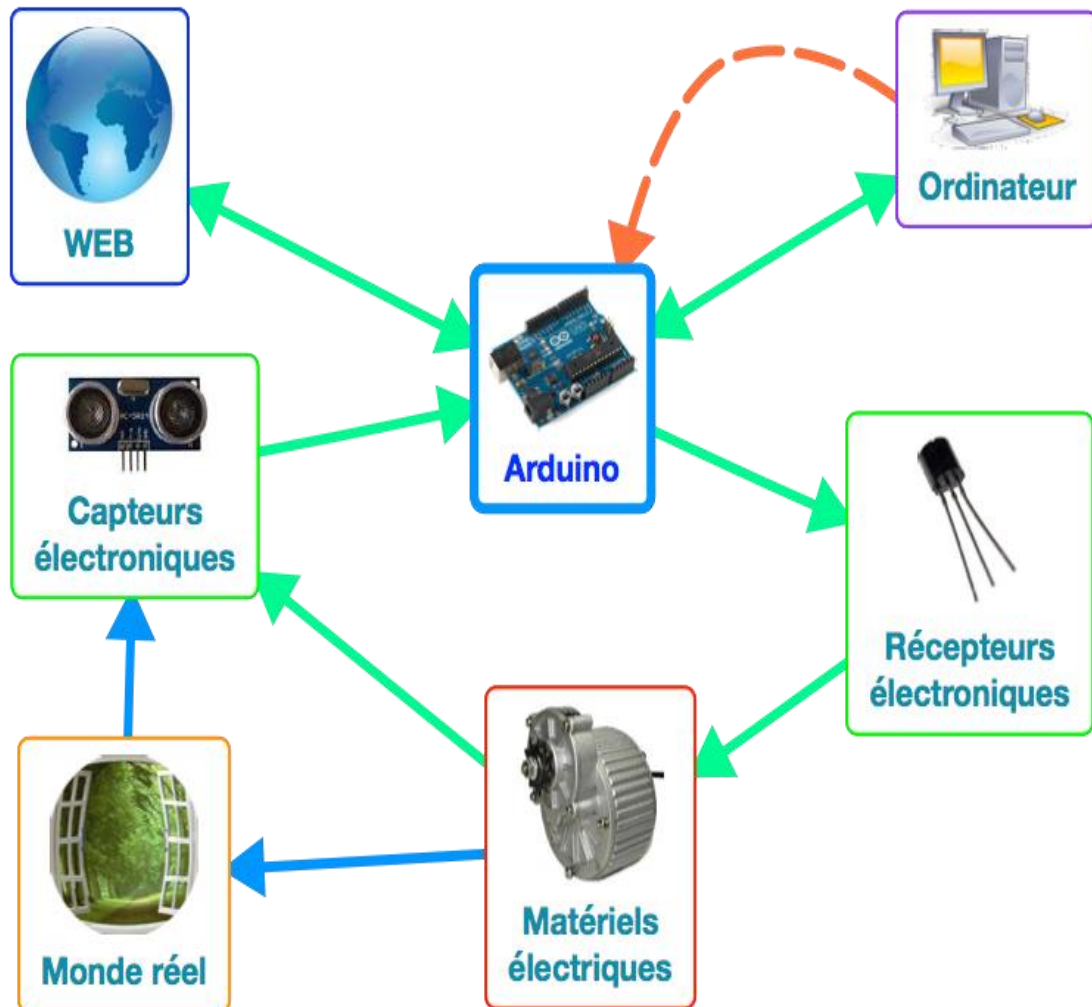 WEB
Ordinateur
Arduino
Capteurs
électroniques
Récepteurs
électroniques
Monde réel
Matériels
électriques